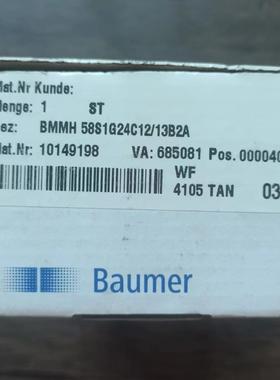 Mat.Nr Kunde:
Menge: 1 ST
Bez: BMMH 58S1G24C12/13B2A
Mat.Nr: 10149198 VA: 685081 Pos. 000040
WF
4105 TAN 03
Baumer